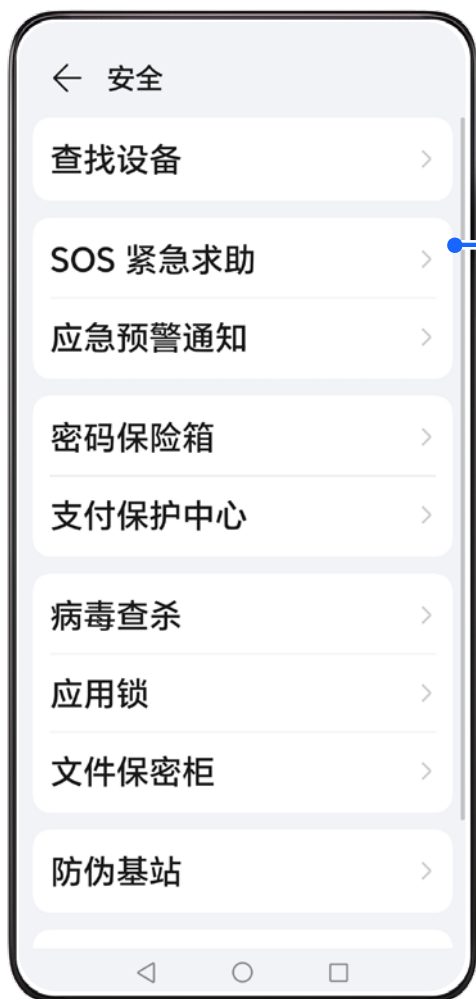 安全
查找设备
SOS 紧急求助
应急预警通知
密码保险箱
支付保护中心
病毒查杀
应用锁
文件保密柜
防伪基站